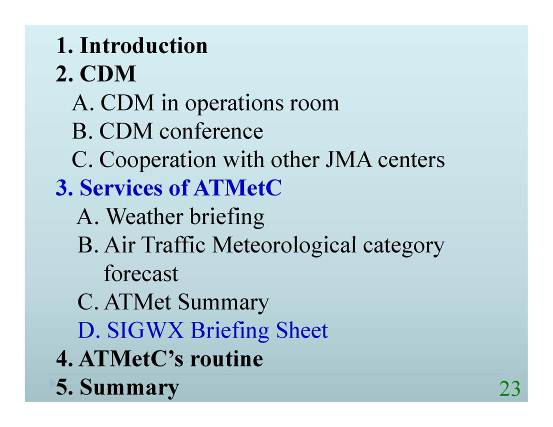 1. Introduction
2. CDM
A. CDM in operations room
B. CDM conference
C. Cooperation with other JMA centers
3. Services of ATMetC
A. Weather briefing
B. Air Traffic Meteorological category
forecast
C. ATMet Summary
D. SIGWX Briefing Sheet
4. ATMetC's routine
5. Summary
23